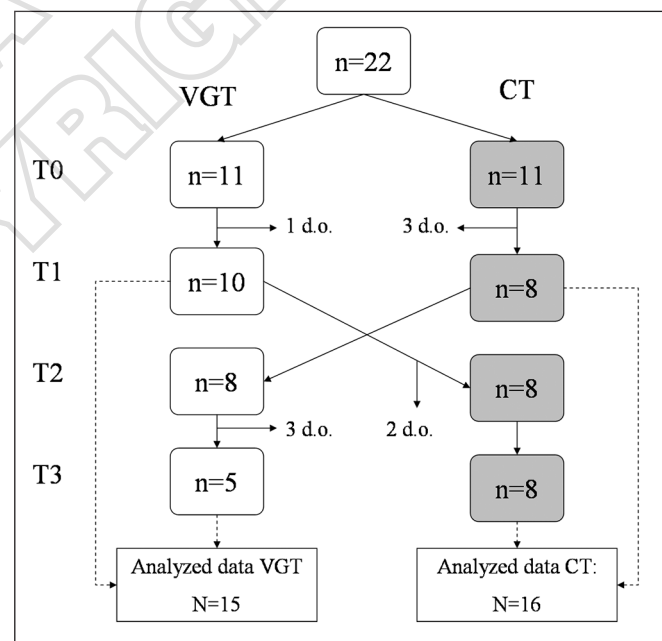 n=22
VGT CT
T0 n=11 n=11
1 d.o. 3 d.o.
T1 n=10 n=8
T2 n=8 n=8
3 d.o. 2 d.o.
T3 n=5 n=8
Analyzed data VGT Analyzed data CT:
N=15 N=16